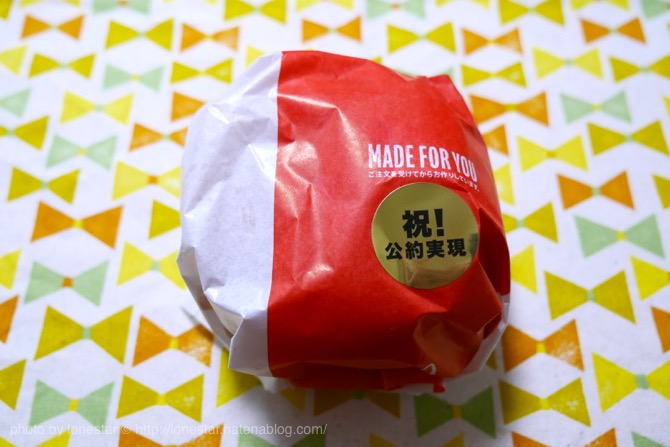 MADE FOR YOU
ご注文を受けてからお作りしています。
祝!
公約実現
photo by lonestar © http://lonestar.hatenablog.com/